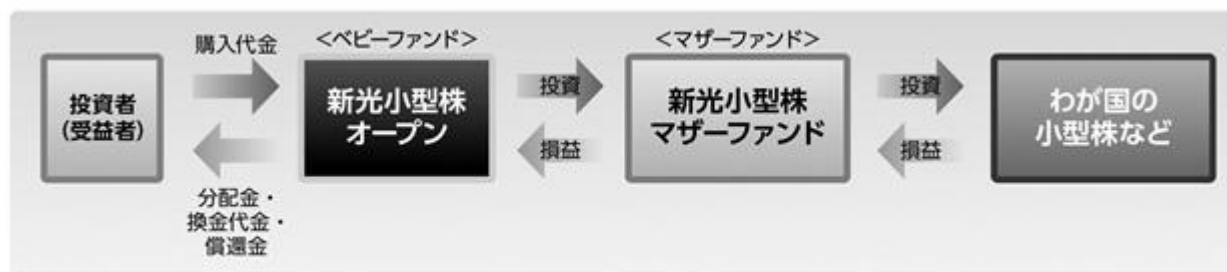 購入代金
<ベビーファンド>
<マザーファンド>
投資者
(受益者)
新光小型株
オープン
投資
損益
新光小型株
マザーファンド
投資
損益
わが国の
小型株など
分配金・
換金代金・
償還金